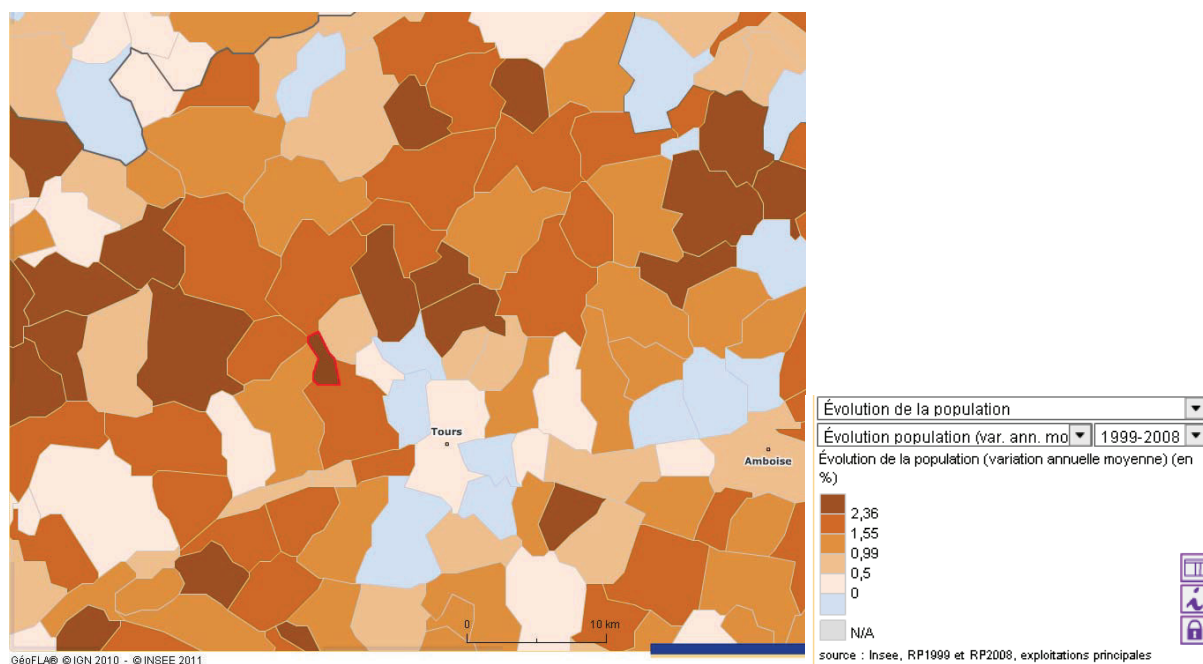 Tours
Amboise
0 10 km
GéoFLA® © IGN 2010 - © INSEE 2011
Évolution de la population
Évolution population (var. ann. mo 1999-2008
Évolution de la population (variation annuelle moyenne) (en
%)
2,36
1,55
0,99
0,5
0
N/A
source : Insee, RP1999 et RP2008, exploitations principales